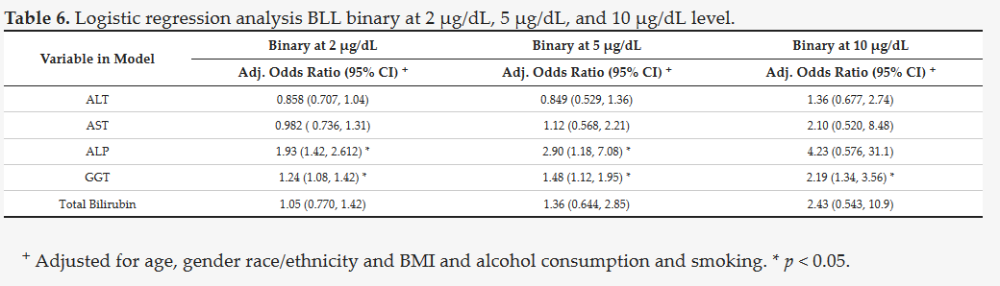 Table 6. Logistic regression analysis BLL binary at 2 µg/dL, 5 µg/dL, and 10 µg/dL level.
Variable in Model Binary at 2 µg/dL Binary at 5 µg/dL Binary at 10 µg/dL
Adj. Odds Ratio (95% CI) + Adj. Odds Ratio (95% CI) + Adj. Odds Ratio (95% CI) +
ALT 0.858 (0.707, 1.04) 0.849 (0.529, 1.36) 1.36 (0.677, 2.74)
AST 0.982 ( 0.736, 1.31) 1.12 (0.568, 2.21) 2.10 (0.520, 8.48)
ALP 1.93 (1.42, 2.612) * 2.90 (1.18, 7.08) * 4.23 (0.576, 31.1)
GGT 1.24 (1.08, 1.42) * 1.48 (1.12, 1.95) * 2.19 (1.34, 3.56) *
Total Bilirubin 1.05 (0.770, 1.42) 1.36 (0.644, 2.85) 2.43 (0.543, 10.9)
+ Adjusted for age, gender race/ethnicity and BMI and alcohol consumption and smoking. * p < 0.05.